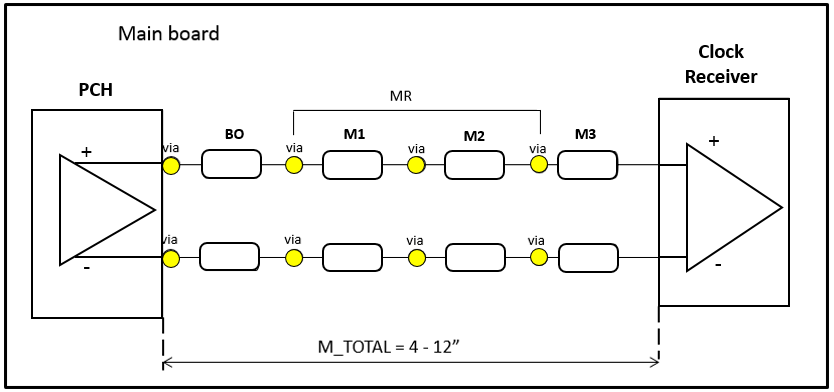 Main board
Clock
Receiver
PCH
MR
BO
M1
M2
M3
via
via
via
via
+
+
via
via
via
via
-
-
M_TOTAL = 4 - 12”